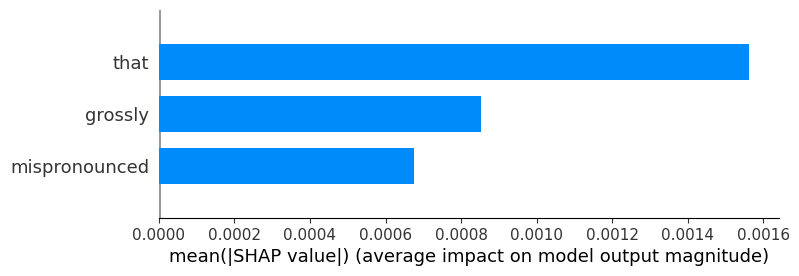 that
grossly
mispronounced
0.0000 0.0002 0.0004 0.0006 0.0008 0.0010 0.0012 0.0014 0.0016
mean(|SHAP value|) (average impact on model output magnitude)